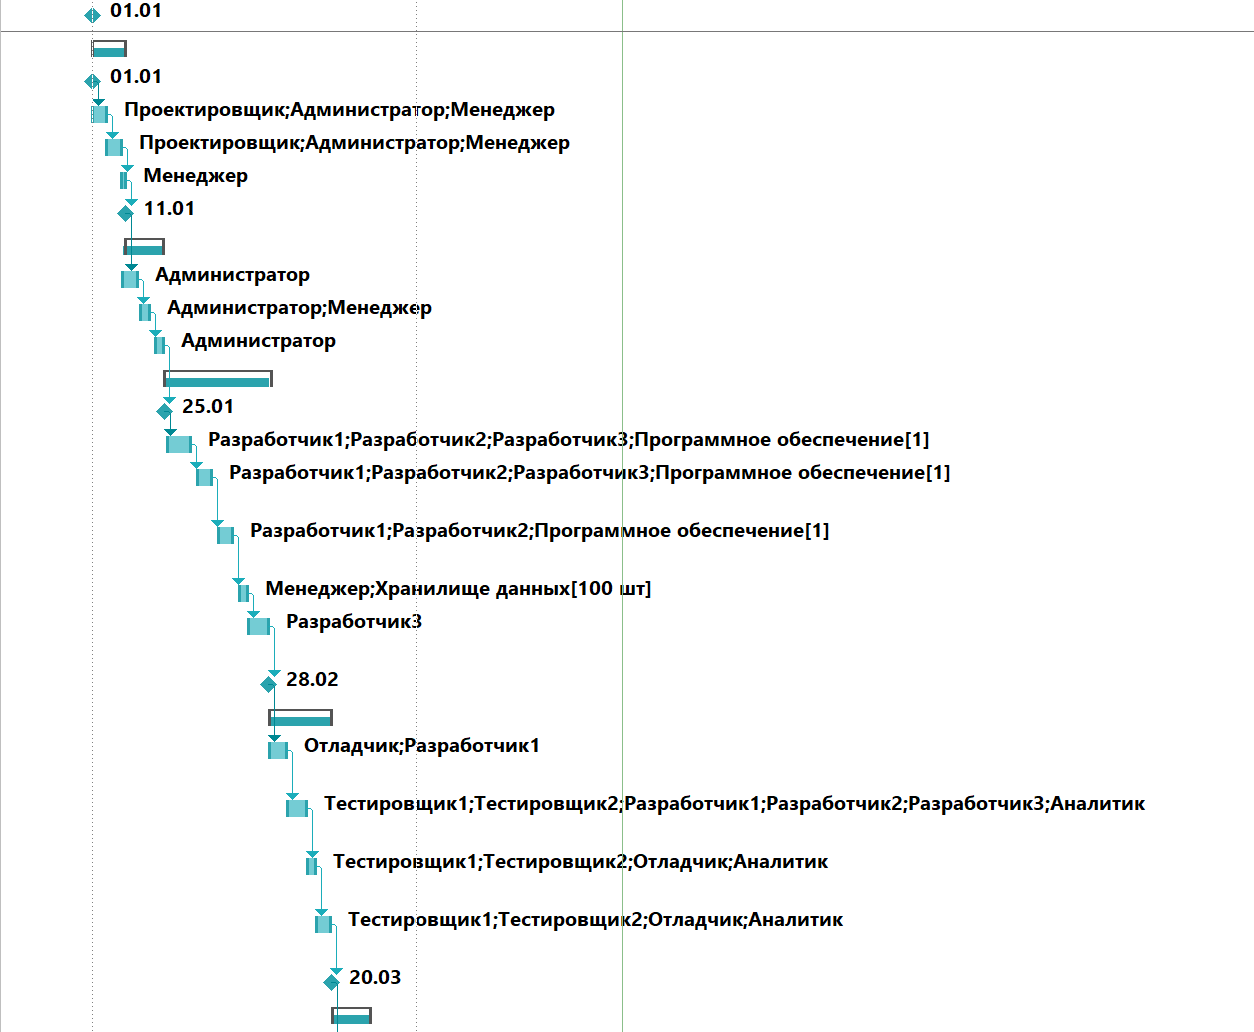 01.01
01.01
Проектировщик;Администратор;Менеджер
Проектировщик;Администратор;Менеджер
Менеджер
11.01
Администратор
Администратор;Менеджер
Администратор
25.01
Разработчик1;Разработчик2;Разработчик3;Программное обеспечение[1]
Разработчик1;Разработчик2;Разработчик3;Программное обеспечение[1]
Разработчик1;Разработчик2;Программное обеспечение[1]
Менеджер;Хранилище данных[100 шт]
Разработчик3
28.02
Отладчик;Разработчик1
Тестировщик1;Тестировщик2;Разработчик1;Разработчик2;Разработчик3;Аналитик
Тестировщик1;Тестировщик2;Отладчик;Аналитик
Тестировщик1;Тестировщик2;Отладчик;Аналитик
20.03